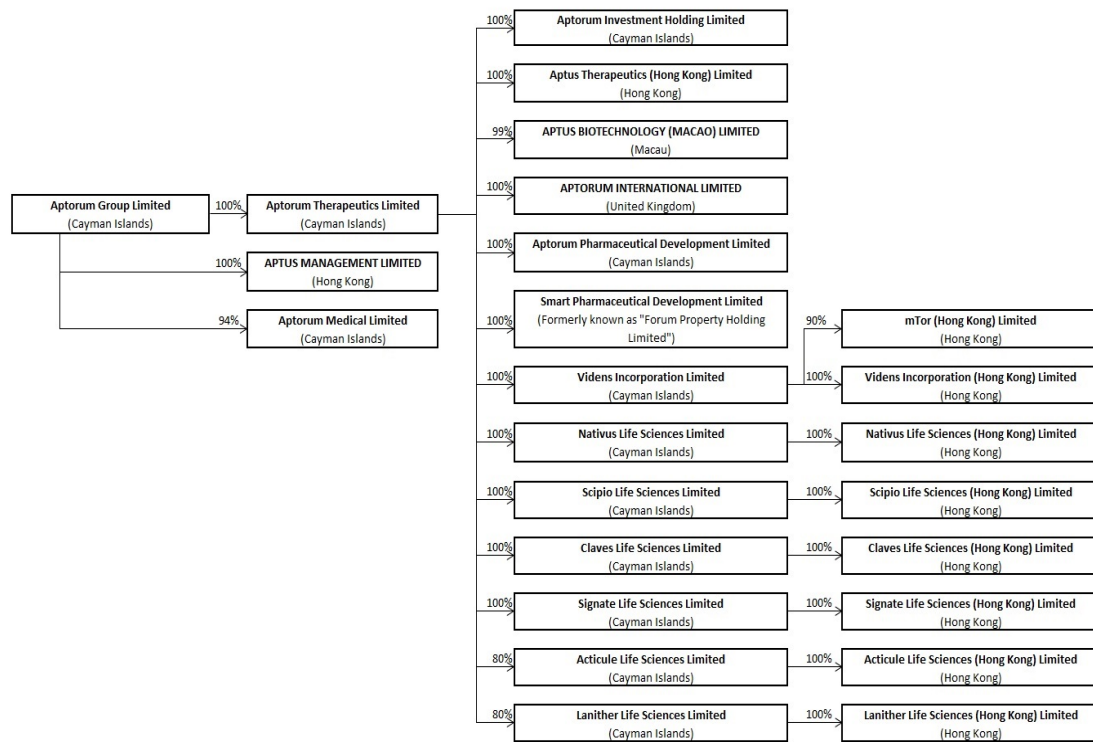 100%
Aptorum Investment Holding Limited
(Cayman Islands)
100%
Aptus Therapeutics (Hong Kong) Limited
(Hong Kong)
99%
APTUS BIOTECHNOLOGY (MACAO) LIMITED
(Macau)
100%
APTORUM INTERNATIONAL LIMITED
(United Kingdom)
Aptorum Group Limited
(Cayman Islands)
100%
Aptorum Therapeutics Limited
(Cayman Islands)
100%
Aptorum Pharmaceutical Development Limited
(Cayman Islands)
100%
APTUS MANAGEMENT LIMITED
(Hong Kong)
94%
Aptorum Medical Limited
(Cayman Islands)
100%
Smart Pharmaceutical Development Limited
(Formerly known as "Forum Property Holding
Limited")
90%
mTor (Hong Kong) Limited
(Hong Kong)
100%
Videns Incorporation Limited
(Cayman Islands)
100%
Videns Incorporation (Hong Kong) Limited
(Hong Kong)
100%
Nativus Life Sciences Limited
(Cayman Islands)
100%
Nativus Life Sciences (Hong Kong) Limited
(Hong Kong)
100%
Scipio Life Sciences Limited
(Cayman Islands)
100%
Scipio Life Sciences (Hong Kong) Limited
(Hong Kong)
100%
Claves Life Sciences Limited
(Cayman Islands)
100%
Claves Life Sciences (Hong Kong) Limited
(Hong Kong)
100%
Signate Life Sciences Limited
(Cayman Islands)
100%
Signate Life Sciences (Hong Kong) Limited
(Hong Kong)
80%
Acticule Life Sciences Limited
(Cayman Islands)
100%
Acticule Life Sciences (Hong Kong) Limited
(Hong Kong)
80%
Lanither Life Sciences Limited
(Cayman Islands)
100%
Lanither Life Sciences (Hong Kong) Limited
(Hong Kong)